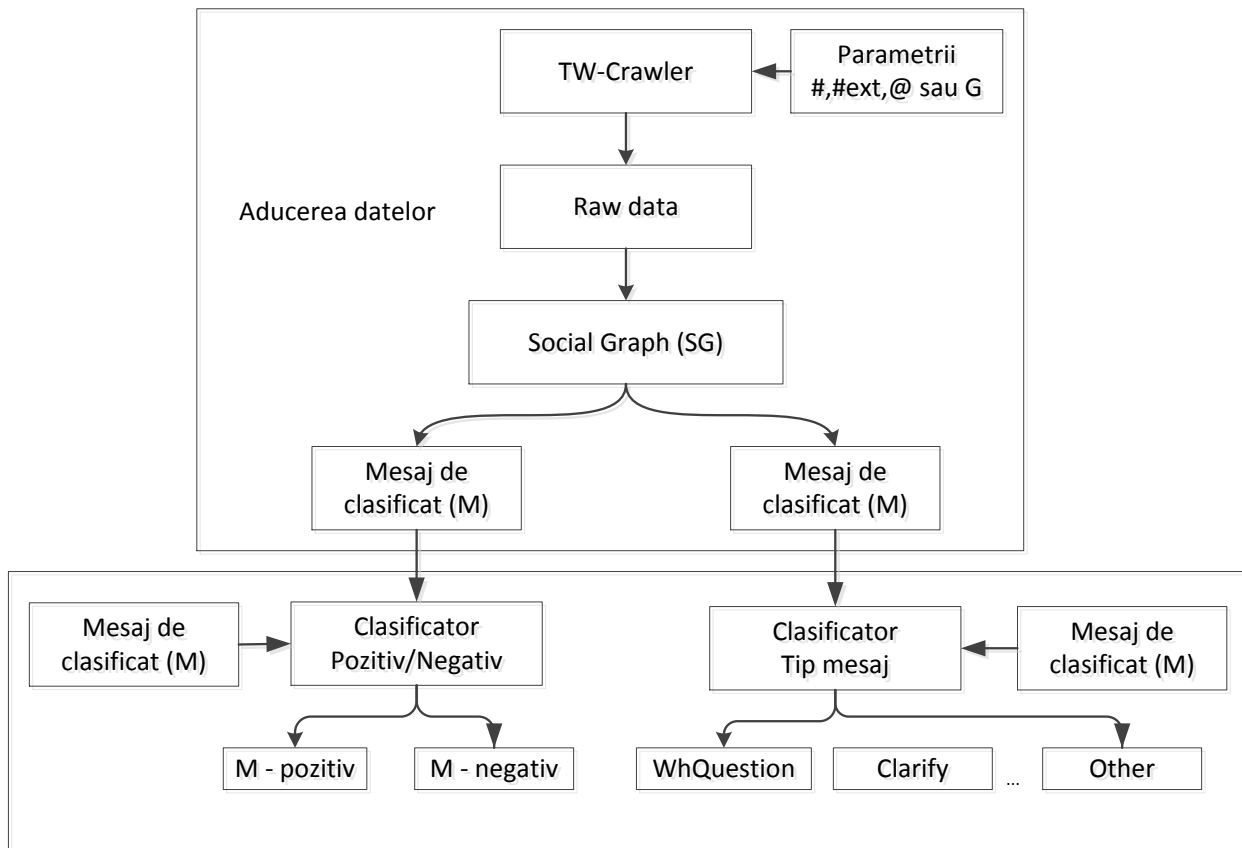 TW-Crawler
Parametrii
#,#ext,@ sau G
Raw data
Aducerea datelor
Social Graph (SG)
Mesaj de
clasificat (M)
Mesaj de
clasificat (M)
Mesaj de
clasificat (M)
Clasificator
Pozitiv/Negativ
Clasificator
Tip mesaj
Mesaj de
clasificat (M)
M - pozitiv
M - negativ
WhQuestion
Clarify
...
Other